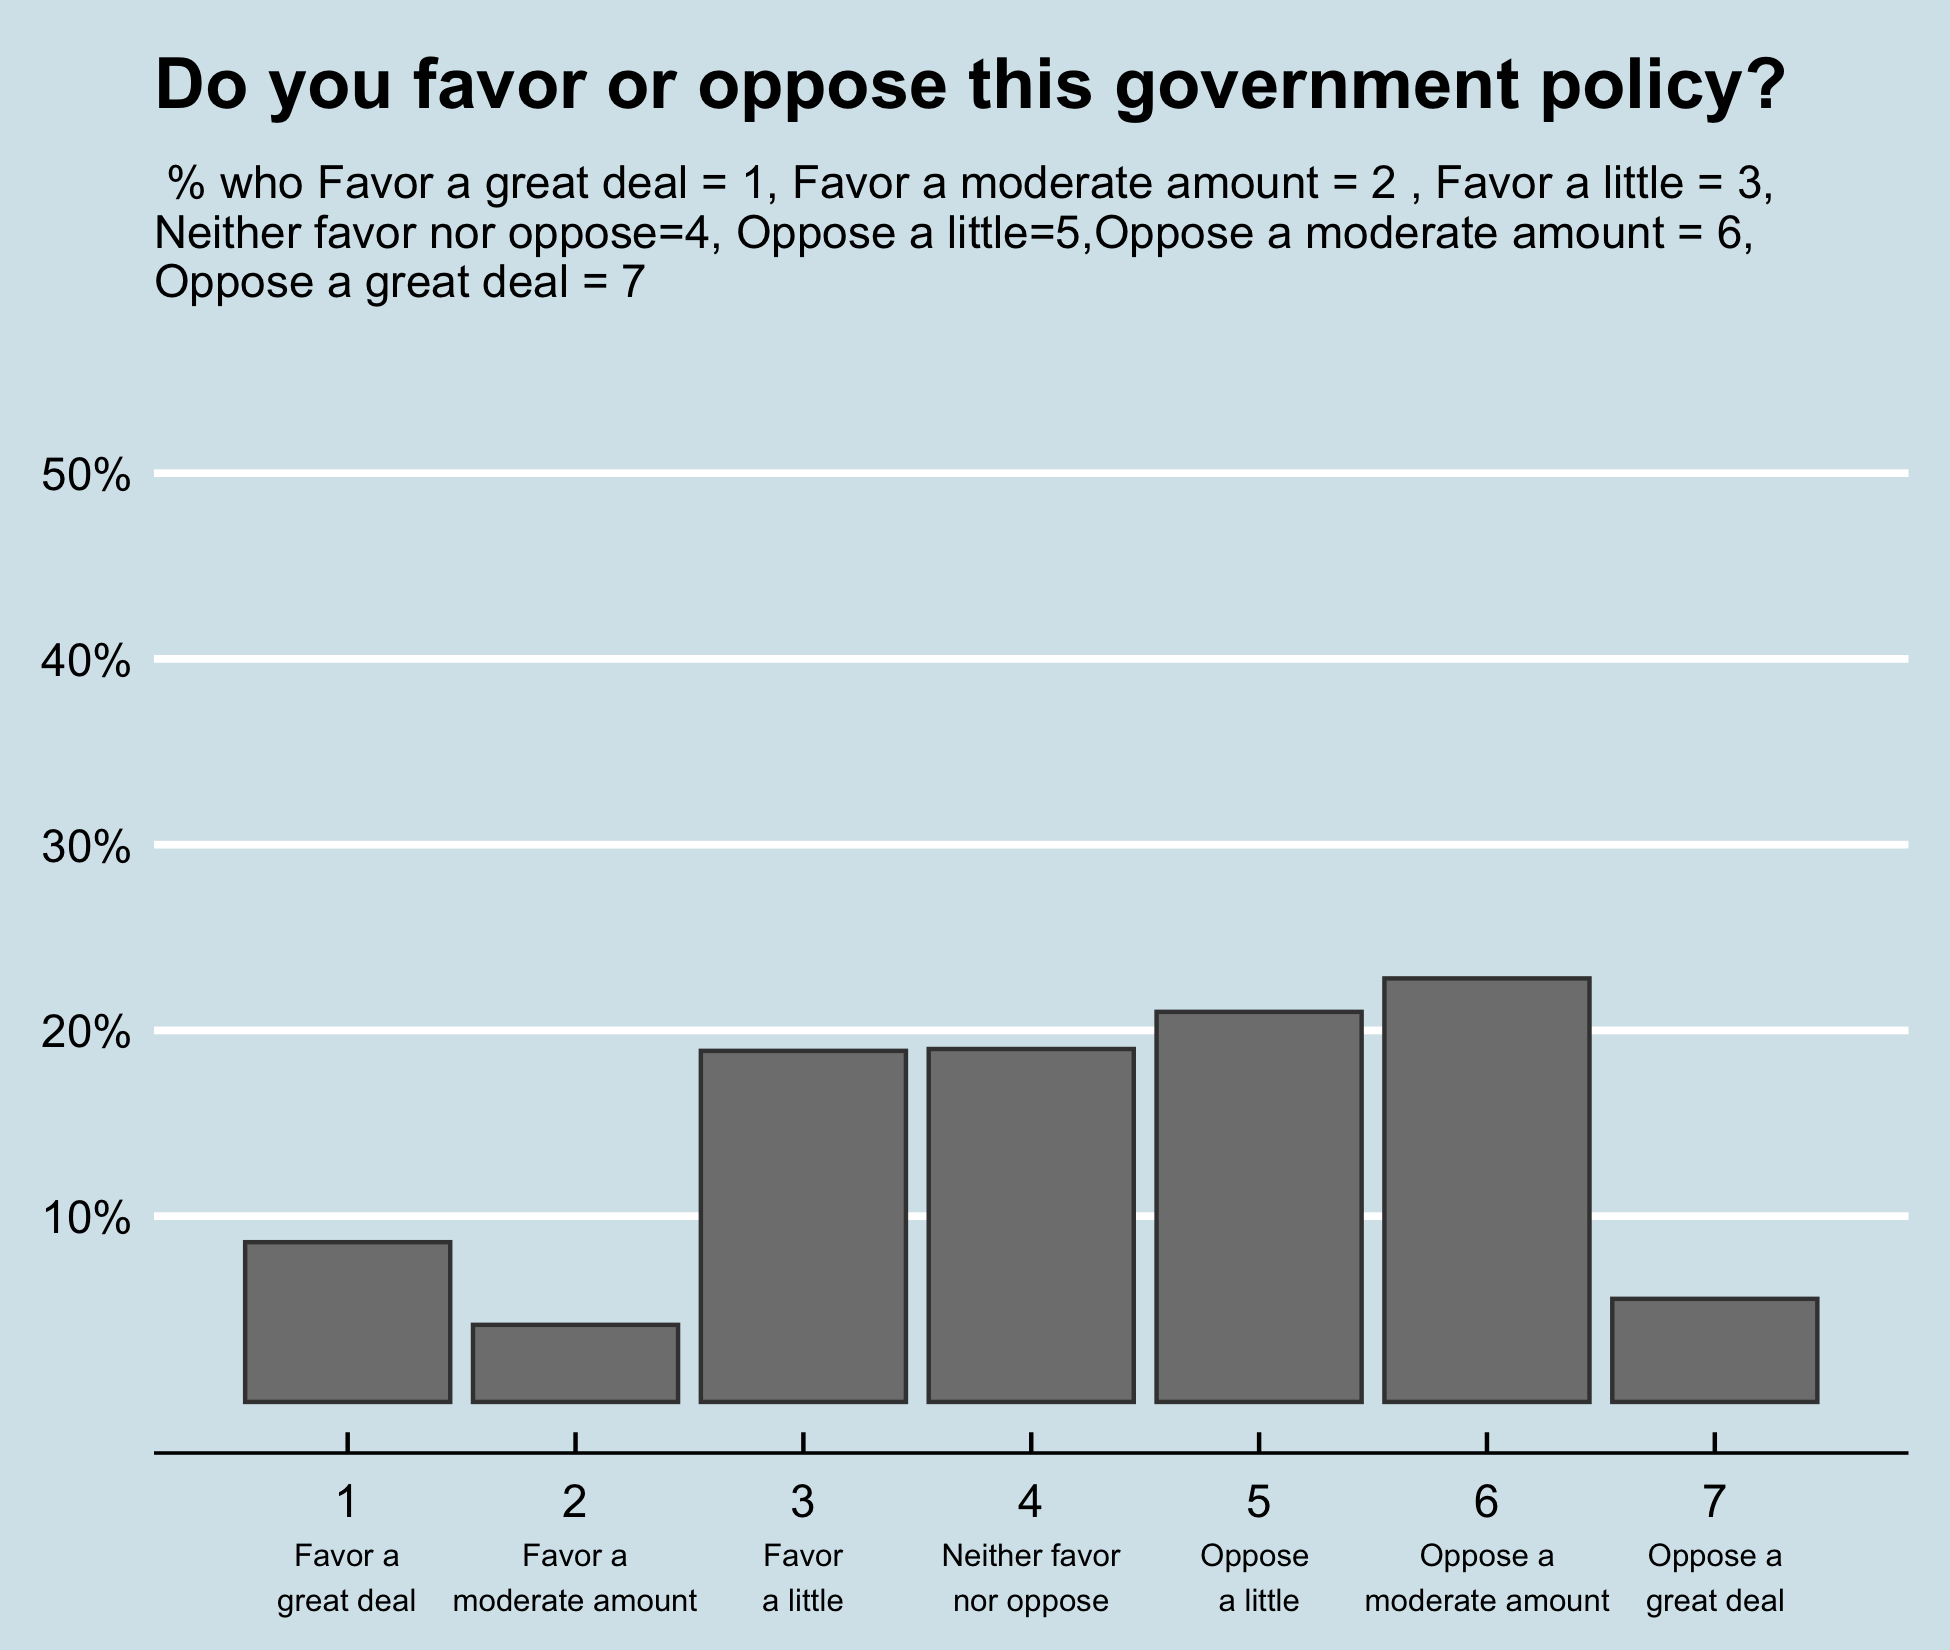 Do you favor or oppose this government policy?
% who Favor a great deal = 1, Favor a moderate amount = 2 , Favor a little = 3,
Neither favor nor oppose=4, Oppose a little=5,Oppose a moderate amount = 6,
Oppose a great deal = 7
50%
40%
30%
20%
10%
1 2 3 4 5 6 7
Favor a Favor a Favor Neither favor Oppose Oppose a Oppose a
great deal moderate amount a little nor oppose a little moderate amount great deal